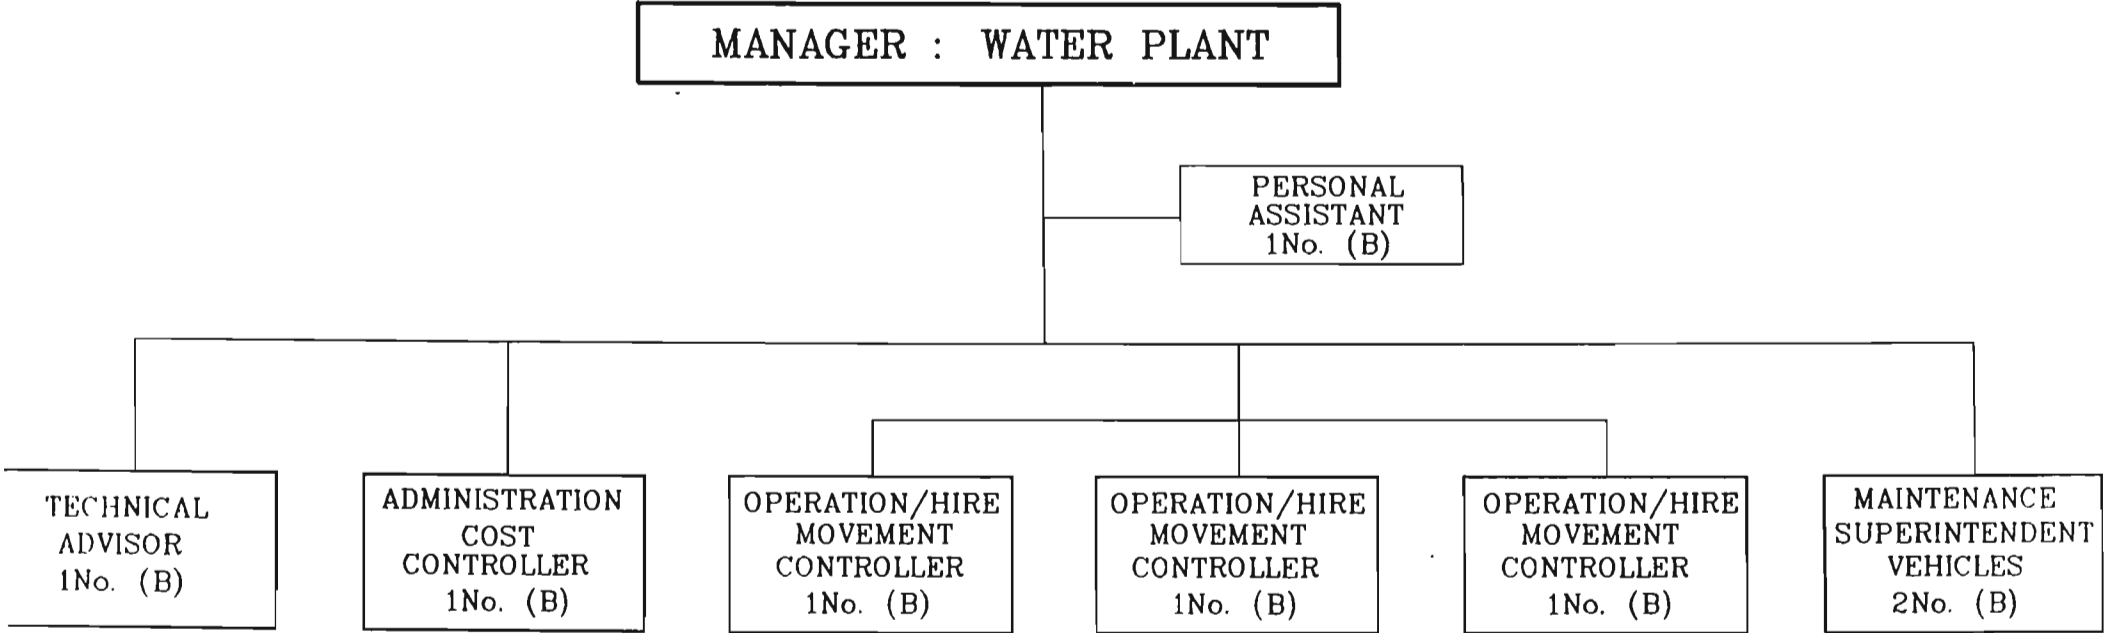 MANAGER : WATER PLANT
PERSONAL
ASSISTANT
1No. (B)
TECHNICAL
ADVISOR
1No. (B)
ADMINISTRATION
COST
CONTROLLER
1No. (B)
OPERATION/HIRE
MOVEMENT
CONTROLLER
1No. (B)
OPERATION/HIRE
MOVEMENT
CONTROLLER
1No. (B)
OPERATION/HIRE
MOVEMENT
CONTROLLER
1No. (B)
MAINTENANCE
SUPERINTENDENT
VEHICLES
2No. (B)